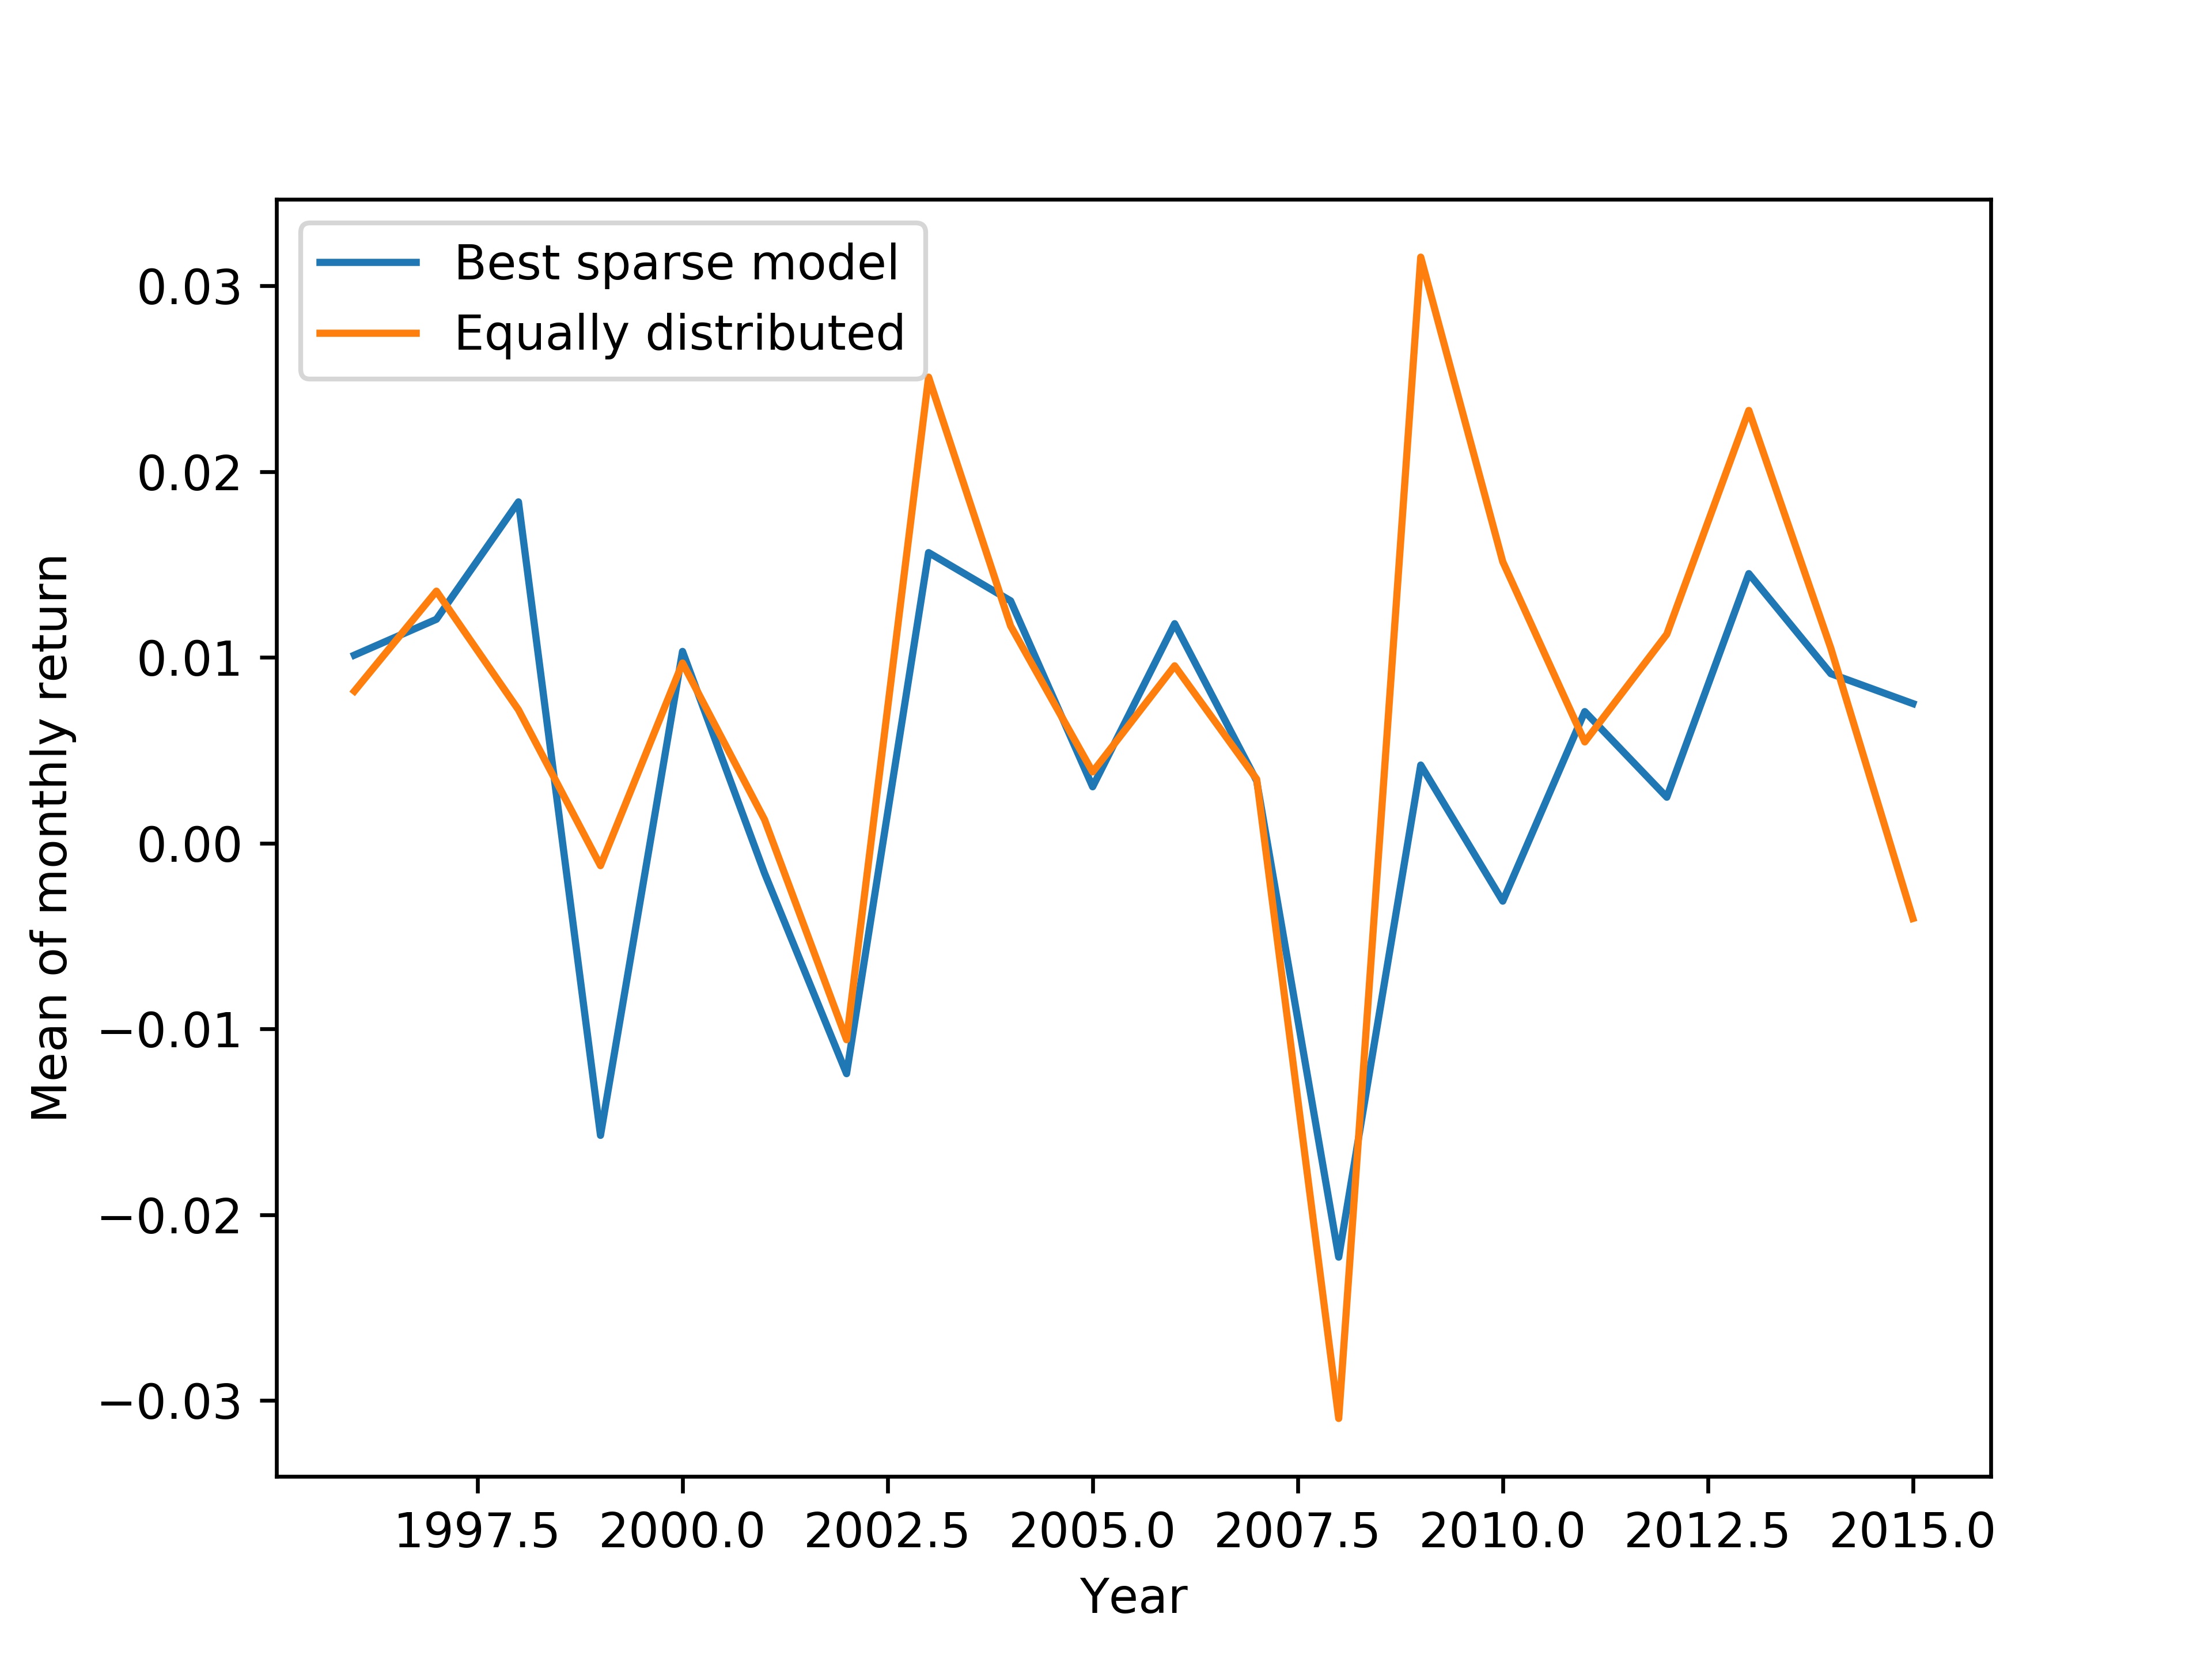 Best sparse model
Equally distributed
0.03
0.02
0.01
0.00
−0.01
−0.02
−0.03
Mean of monthly return
1997.5 2000.0 2002.5 2005.0 2007.5 2010.0 2012.5 2015.0
Year